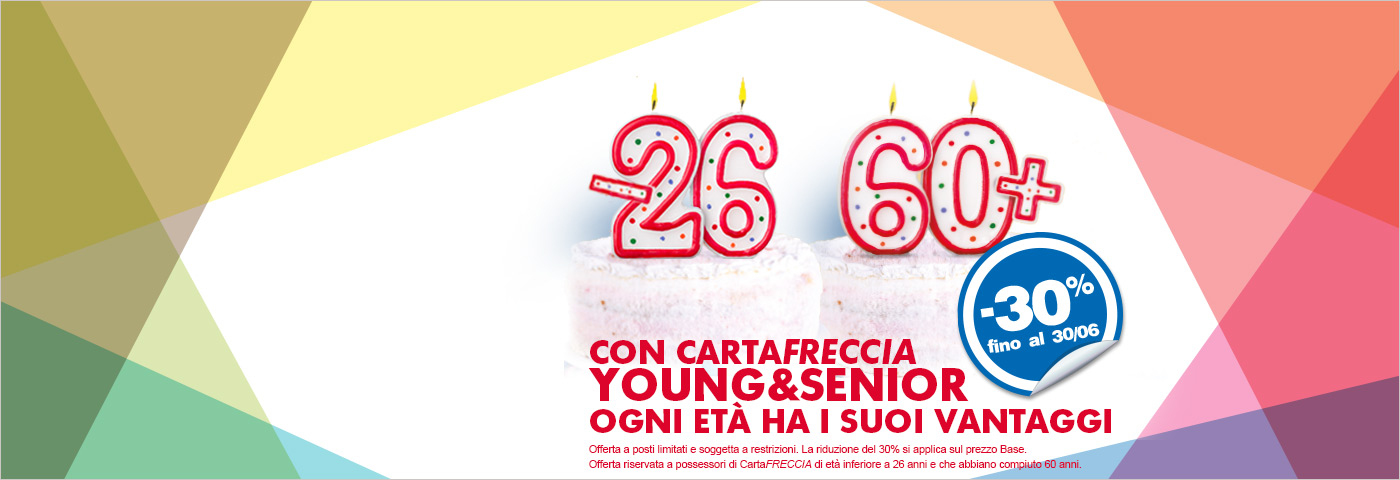 -26 60+
-30%
fino al 30/06
CON CARTAFRECCIA
YOUNG&SENIOR
OGNI ETÀ HA I SUOI VANTAGGI
Offerta a posti limitati e soggetta a restrizioni. La riduzione del 30% si applica sul prezzo Base.
Offerta riservata a possessori di CartaFRECCIA di età inferiore a 26 anni e che abbiano compiuto 60 anni.